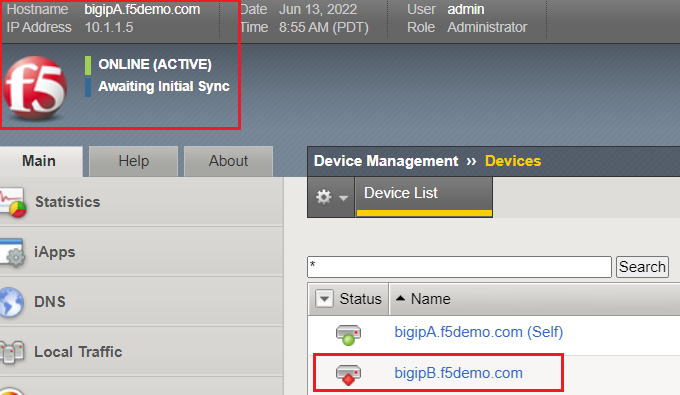 Hostname bigipA.f5demo.com Date Jun 13, 2022 User admin
IP Address 10.1.1.5 Time 8:55 AM (PDT) Role Administrator
f5
ONLINE (ACTIVE)
Awaiting Initial Sync
Main Help About
Device Management ›› Devices
Device List
Statistics
iApps
DNS
Local Traffic
* Search
Status Name
bigipA.f5demo.com (Self)
bigipB.f5demo.com